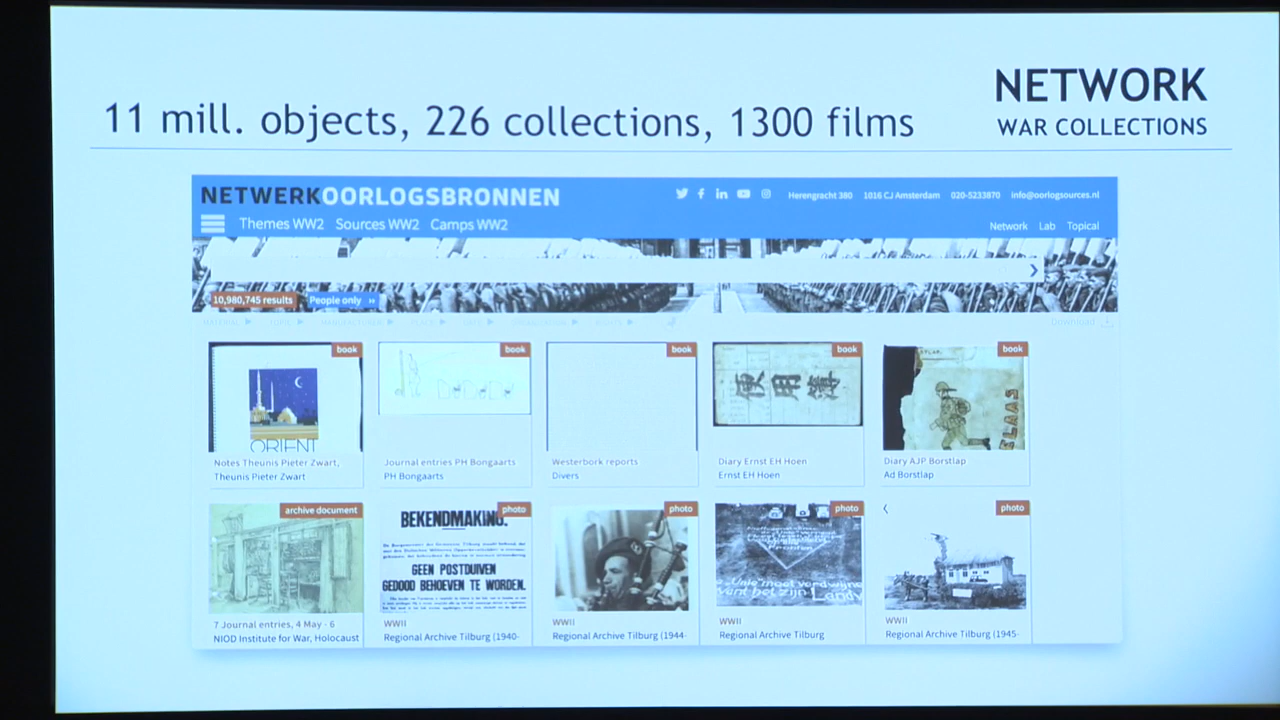 NETWORK
WAR COLLECTIONS
11 mill. objects, 226 collections, 1300 films
NETWERKOORLOGSBRONNEN
Herengracht 380 1016 CJ Amsterdam 020-5233870 info@oorlogsources.nl
Themes WW2 Sources WW2 Camps WW2
Network Lab Topical
10,980,745 results People only »
Download
book
book
book
book
book
ORIENT
使用簿
Notes Theunis Pieter Zwart,
Theunis Pieter Zwart
Journal entries PH Bongaarts
PH Bongaarts
Westerbork reports
Divers
Diary Ernst EH Hoen
Ernst EH Hoen
Diary AJP Borstlap
Ad Borstlap
archive document
photo
photo
photo
photo
BEKENDMAKING.
GEEN POSTDUIVEN
GEDOOD BEHOEVEN TE WORDEN.
7 Journal entries, 4 May - 6
NIOD Institute for War, Holocaust
WWII
Regional Archive Tilburg (1940-
WWII
Regional Archive Tilburg (1944-
WWII
Regional Archive Tilburg
WWII
Regional Archive Tilburg (1945-